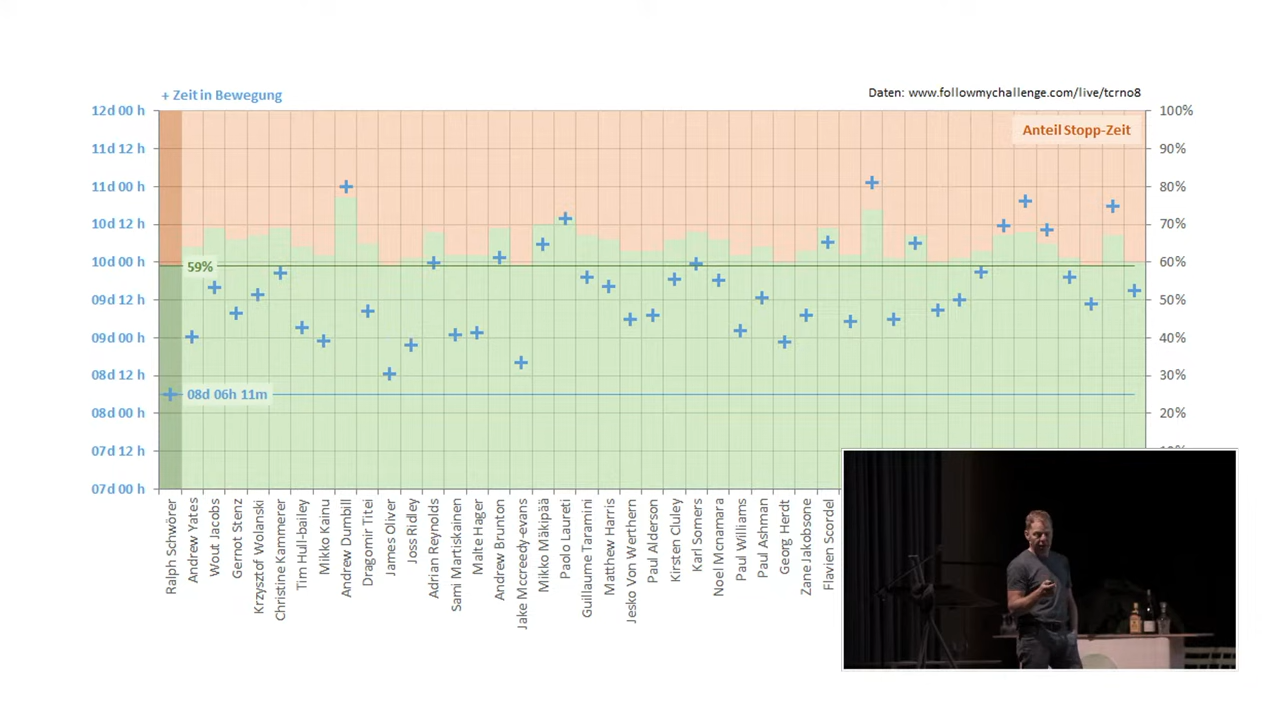 + Zeit in Bewegung
Daten: www.followmychallenge.com/live/tcrno8
12d 00 h
11d 12 h
11d 00 h
10d 12 h
10d 00 h
09d 12 h
09d 00 h
08d 12 h
08d 00 h
07d 12 h
07d 00 h
Anteil Stopp-Zeit
59%
08d 06h 11m
100%
90%
80%
70%
60%
50%
40%
30%
20%
Ralph Schwörer
Andrew Yates
Wout Jacobs
Gernot Stenz
Krzysztof Wolanski
Christine Kammerer
Tim Hull-bailey
Mikko Kainu
Andrew Dumbill
Dragomir Titei
James Oliver
Joss Ridley
Adrian Reynolds
Sami Martiskainen
Malte Hager
Andrew Brunton
Jake Mccreedy-evans
Mikko Mäkipää
Paolo Laureti
Guillaume Taramini
Matthew Harris
Jesko Von Werthern
Paul Alderson
Kirsten Cluley
Karl Somers
Noel Mcnamara
Paul Williams
Paul Ashman
Georg Herdt
Zane Jakobsone
Flavien Scordel